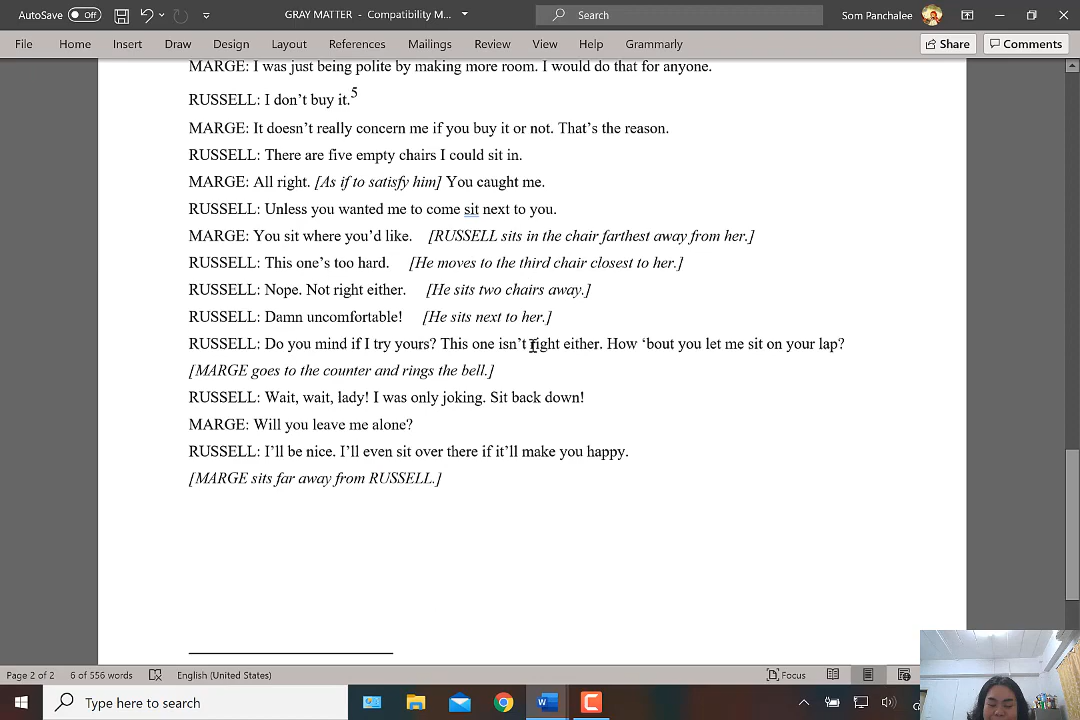 AutoSave Off GRAY MATTER - Compatibility M... Search Som Panchalee
File Home Insert Draw Design Layout References Mailings Review View Help Grammarly Share Comments
MARGE: I was just being polite by making more room. I would do that for anyone.
RUSSELL: I don’t buy it.5
MARGE: It doesn’t really concern me if you buy it or not. That’s the reason.
RUSSELL: There are five empty chairs I could sit in.
MARGE: All right. [As if to satisfy him] You caught me.
RUSSELL: Unless you wanted me to come sit next to you.
MARGE: You sit where you’d like. [RUSSELL sits in the chair farthest away from her.]
RUSSELL: This one’s too hard. [He moves to the third chair closest to her.]
RUSSELL: Nope. Not right either. [He sits two chairs away.]
RUSSELL: Damn uncomfortable! [He sits next to her.]
RUSSELL: Do you mind if I try yours? This one isn’t right either. How ‘bout you let me sit on your lap?
[MARGE goes to the counter and rings the bell.]
RUSSELL: Wait, wait, lady! I was only joking. Sit back down!
MARGE: Will you leave me alone?
RUSSELL: I’ll be nice. I’ll even sit over there if it’ll make you happy.
[MARGE sits far away from RUSSELL.]
Page 2 of 2 6 of 556 words English (United States) Focus
Type here to search